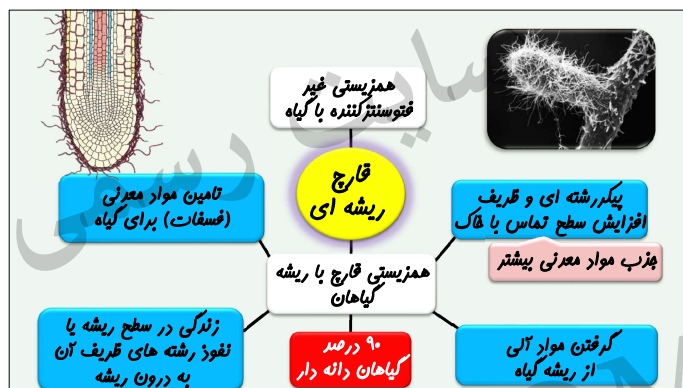 همزیستی غیر
فتوسنتزکننده با گیاه
قارچ
ریشه ای
تامین مواد معدنی
(فسفات) برای گیاه
پیکررشته ای و ظریف
افزایش سطح تماس با خاک
جذب مواد معدنی بیشتر
همزیستی قارچ با ریشه
گیاهان
زندگی در سطح ریشه یا
نفوذ رشته های ظریف آن
به درون ریشه
۹۰ درصد
گیاهان دانه دار
گرفتن مواد آلی
از ریشه گیاه
سایت رسمی